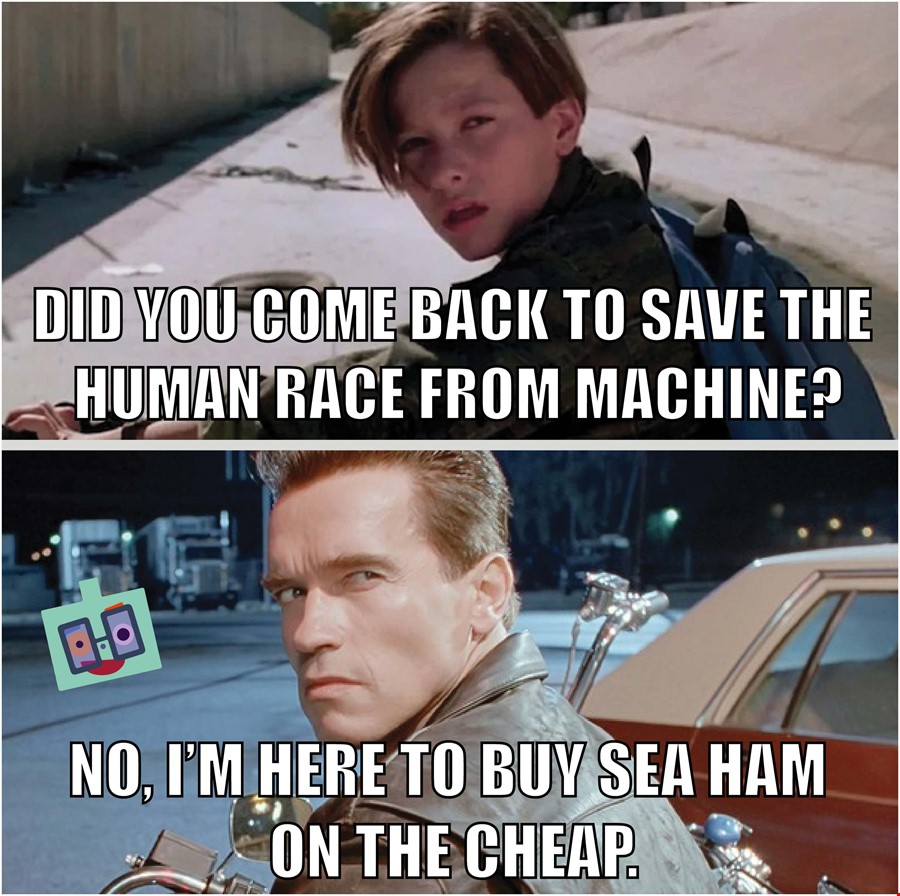 DID YOU COME BACK TO SAVE THE
HUMAN RACE FROM MACHINE?
NO, I’M HERE TO BUY SEA HAM
ON THE CHEAP.